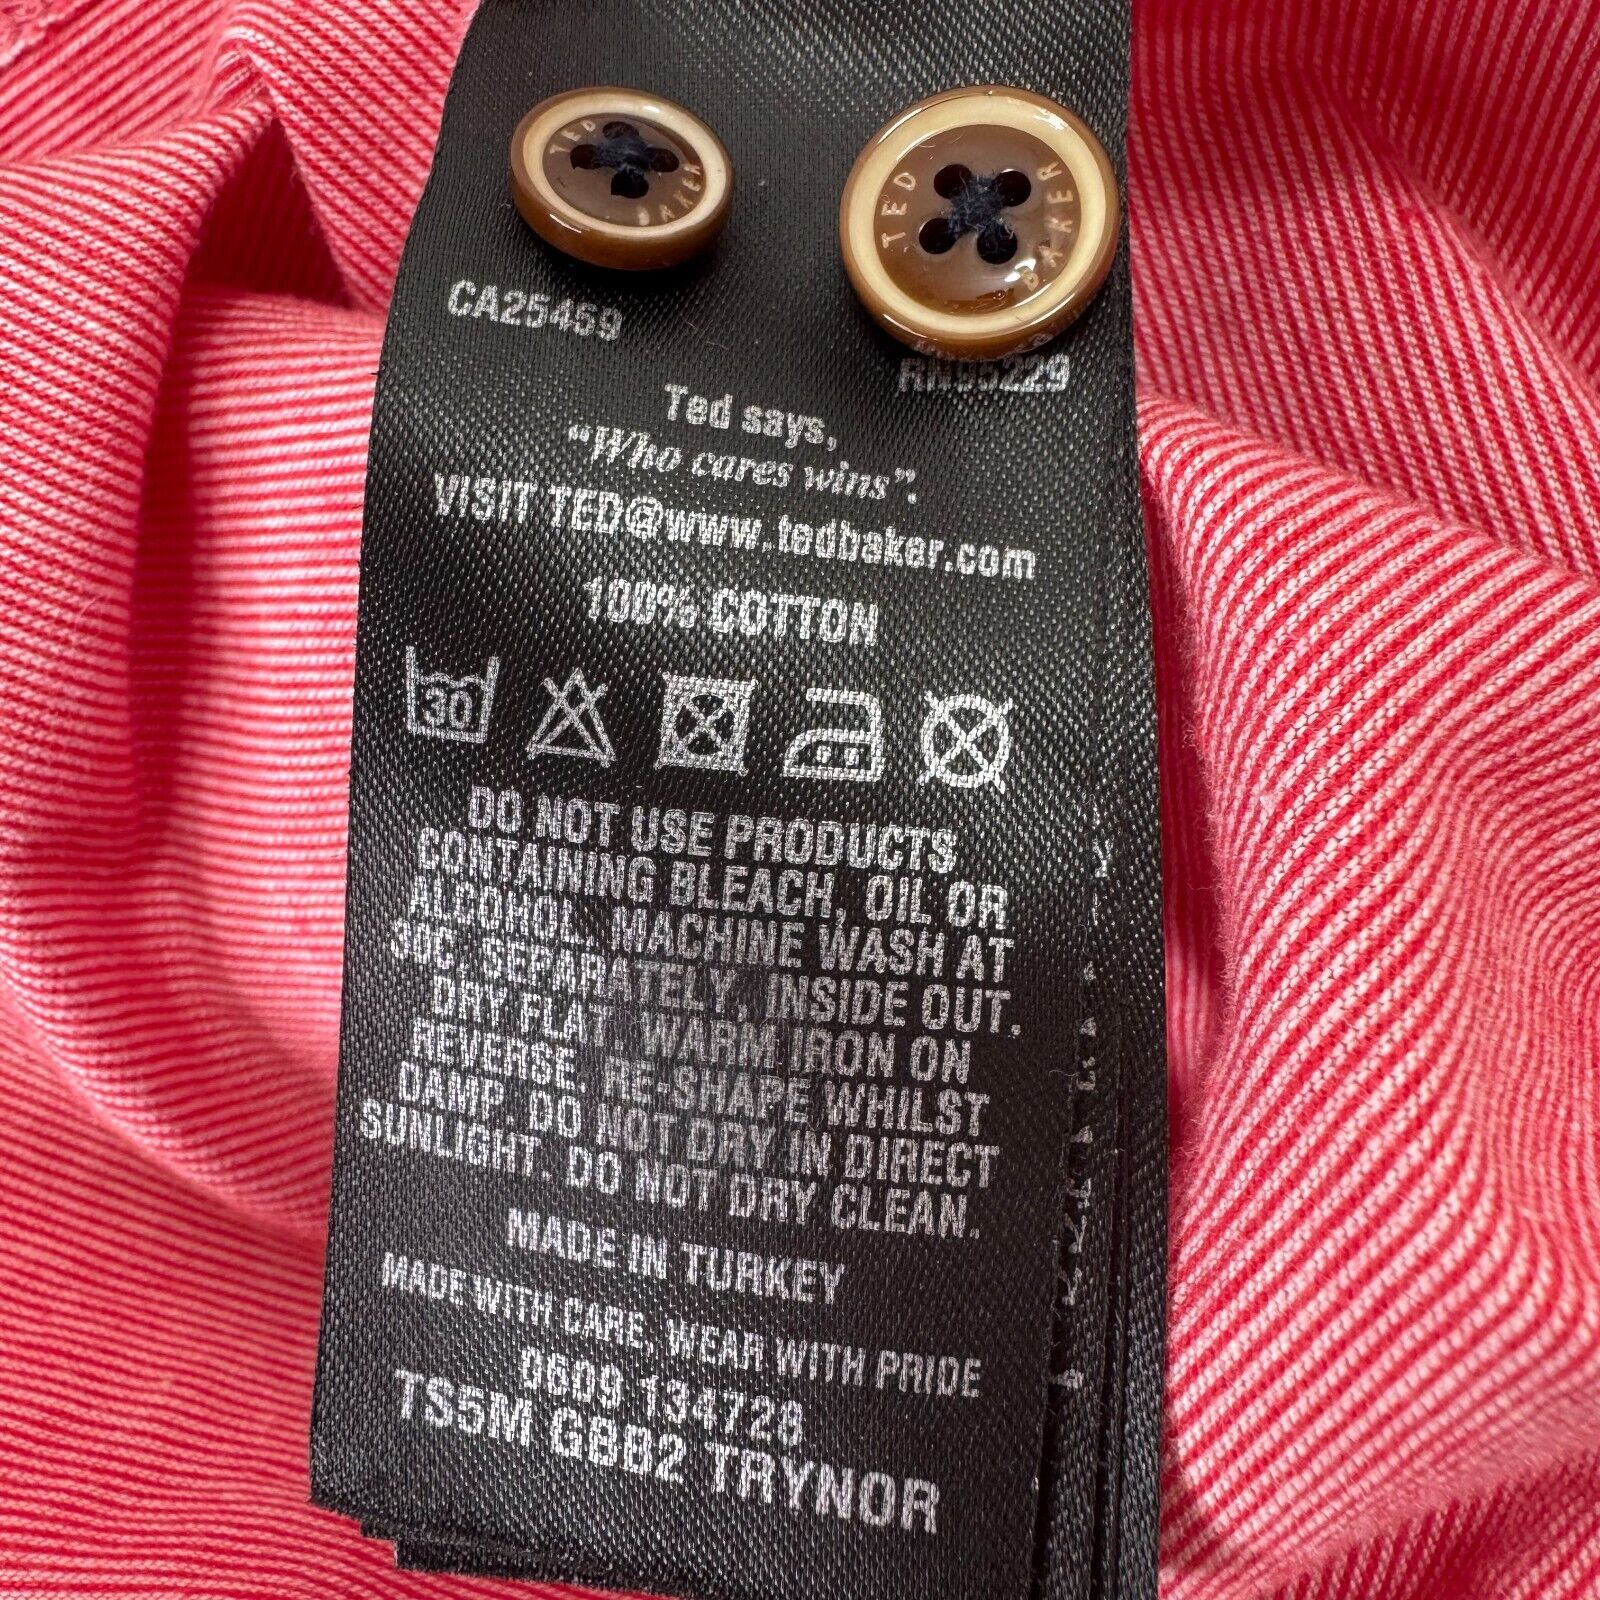 TED BAKER
TED BAKER
CA25469
RN95229
Ted says,
“Who cares wins”.
VISIT TED@www.tedbaker.com
100% COTTON
30
DO NOT USE PRODUCTS
CONTAINING BLEACH, OIL OR
ALCOHOL. MACHINE WASH AT
30C. SEPARATELY, INSIDE OUT.
DRY FLAT. WARM IRON ON
REVERSE. RE-SHAPE WHILST
DAMP. DO NOT DRY IN DIRECT
SUNLIGHT. DO NOT DRY CLEAN.
MADE IN TURKEY
MADE WITH CARE, WEAR WITH PRIDE
0609 134728
TS5M GBB2 TRYNOR